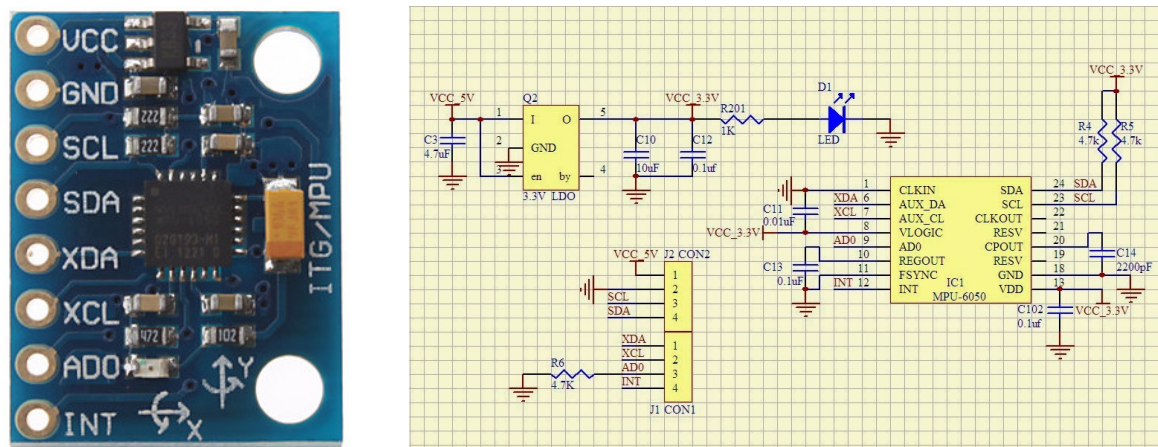 VCC
GND
SCL
SDA
XDA
XCL
ADO
INT
222
222
472
102
ITG/MPU
Y
X
VCC_5V
C3
4.7uF
Q2
1
I
O
5
2
GND
3
en
by
4
3.3V LDO
C10
10uF
VCC_3.3V
C12
0.1uf
R201
1K
D1
LED
VCC_3.3V
R4
4.7k
R5
4.7k
1
CLKIN
SDA
24
SDA
XDA
6
AUX_DA
SCL
23
SCL
XCL
7
AUX_CL
CLKOUT
22
C11
0.01uF
VCC_3.3V
8
VLOGIC
RESV
21
AD0
9
AD0
CPOUT
20
C14
2200pF
10
REGOUT
RESV
19
C13
0.1uF
11
FSYNC
GND
18
INT
12
INT
VDD
13
IC1
MPU-6050
VCC_3.3V
C102
0.1uf
VCC_5V
J2 CON2
1
2
SCL
3
SDA
4
XDA
1
XCL
2
R6
4.7K
AD0
3
INT
4
J1 CON1